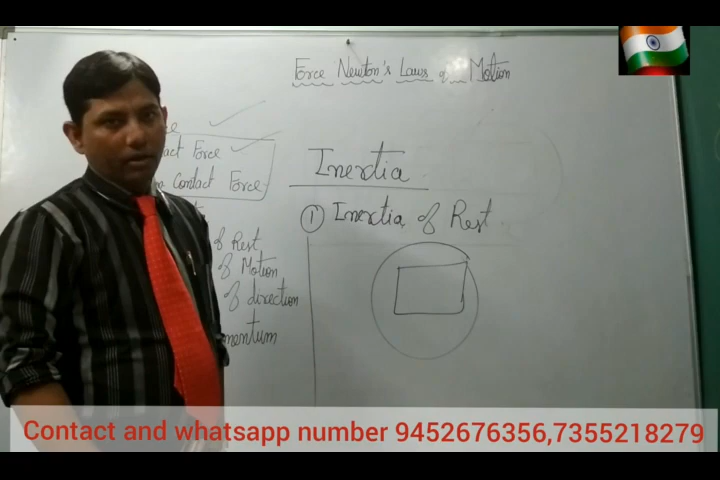 Force Newton's Laws of Motion
act Force
Contact Force
of Rest
of Motion
of direction
mentum
Inertia
① Inertia of Rest
Contact and whatsapp number 9452676356,7355218279